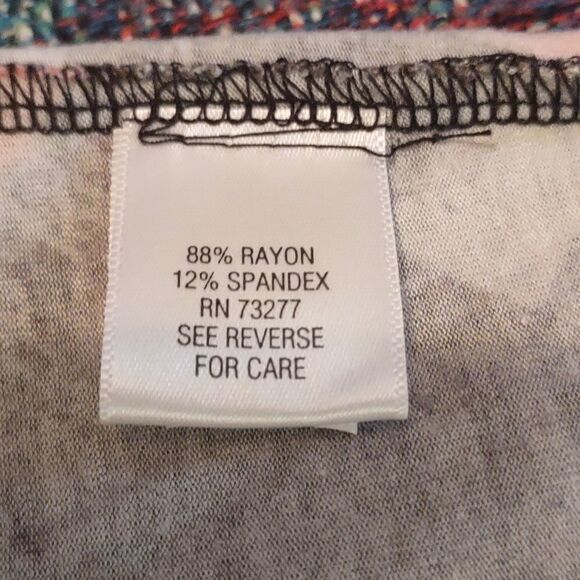 88% RAYON
12% SPANDEX
RN 73277
SEE REVERSE
FOR CARE